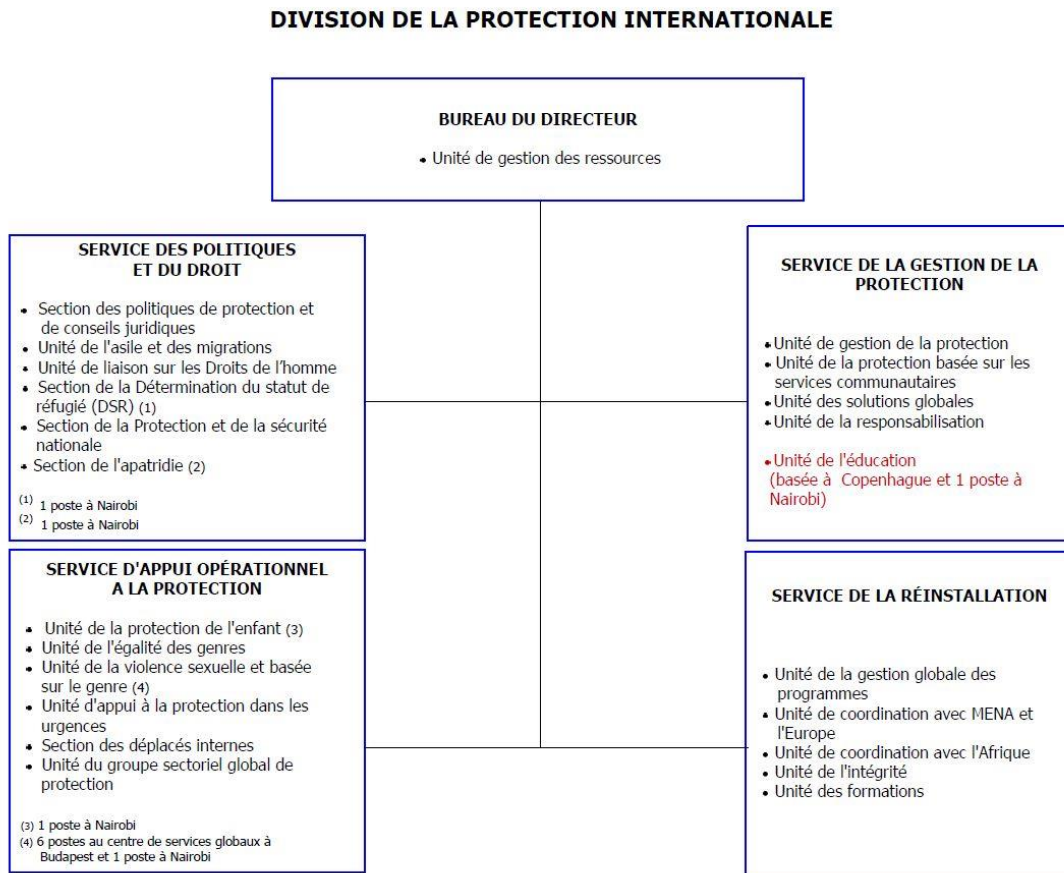 DIVISION DE LA PROTECTION INTERNATIONALE
BUREAU DU DIRECTEUR
• Unité de gestion des ressources
SERVICE DES POLITIQUES
ET DU DROIT
• Section des politiques de protection et
de conseils juridiques
• Unité de l'asile et des migrations
• Unité de liaison sur les Droits de l’homme
• Section de la Détermination du statut de
réfugié (DSR) (1)
• Section de la Protection et de la sécurité
nationale
• Section de l'apatridie (2)
(1) 1 poste à Nairobi
(2) 1 poste à Nairobi
SERVICE DE LA GESTION DE LA
PROTECTION
• Unité de gestion de la protection
• Unité de la protection basée sur les
services communautaires
• Unité des solutions globales
• Unité de la responsabilisation
• Unité de l'éducation
(basée à Copenhague et 1 poste à
Nairobi)
SERVICE D'APPUI OPÉRATIONNEL
A LA PROTECTION
• Unité de la protection de l'enfant (3)
• Unité de l'égalité des genres
• Unité de la violence sexuelle et basée
sur le genre (4)
• Unité d'appui à la protection dans les
urgences
• Section des déplacés internes
• Unité du groupe sectoriel global de
protection
(3) 1 poste à Nairobi
(4) 6 postes au centre de services globaux à
Budapest et 1 poste à Nairobi
SERVICE DE LA RÉINSTALLATION
• Unité de la gestion globale des
programmes
• Unité de coordination avec MENA et
l'Europe
• Unité de coordination avec l'Afrique
• Unité de l'intégrité
• Unité des formations